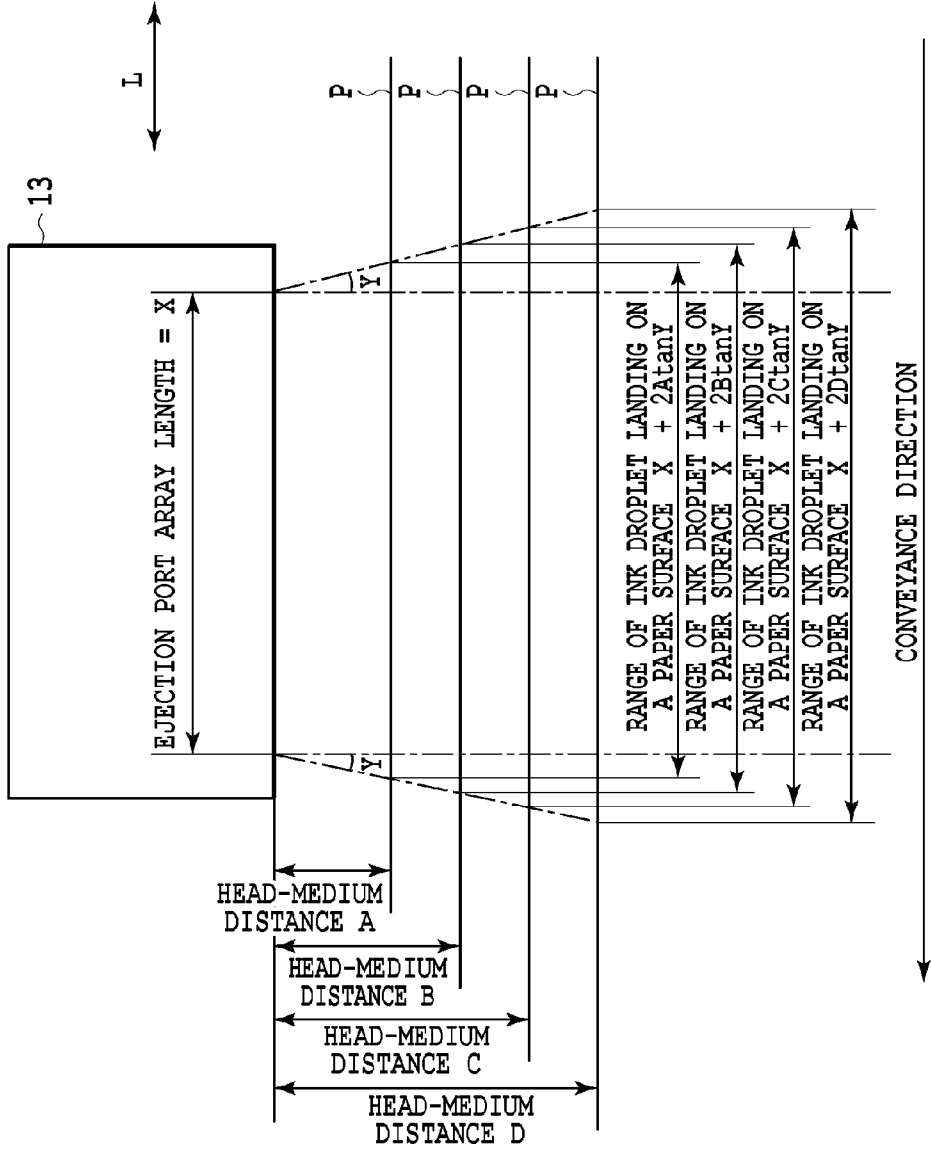 L
13
EJECTION PORT ARRAY LENGTH = X
P
P
P
P
Y
Y
RANGE OF INK DROPLET LANDING ON
A PAPER SURFACE X + 2AtanY
RANGE OF INK DROPLET LANDING ON
A PAPER SURFACE X + 2BtanY
RANGE OF INK DROPLET LANDING ON
A PAPER SURFACE X + 2CtanY
RANGE OF INK DROPLET LANDING ON
A PAPER SURFACE X + 2DtanY
CONVEYANCE DIRECTION
HEAD-MEDIUM
DISTANCE A
HEAD-MEDIUM
DISTANCE B
HEAD-MEDIUM
DISTANCE C
HEAD-MEDIUM
DISTANCE D